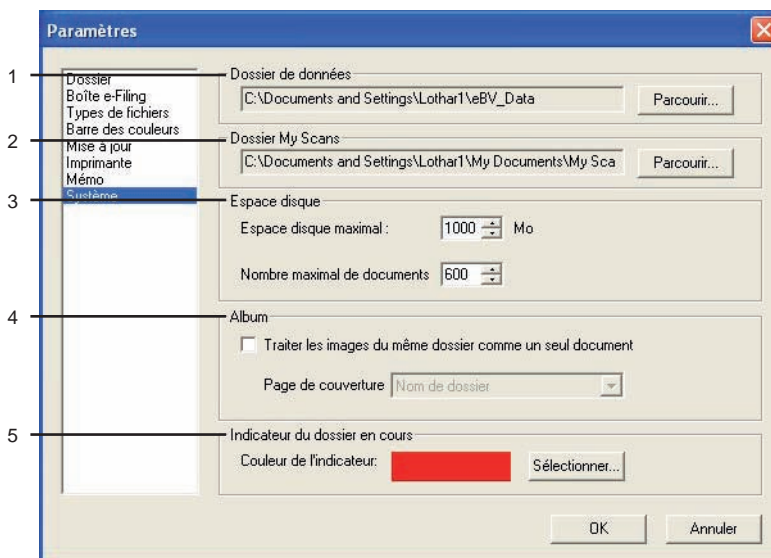 Paramètres
Dossier
Boîte e-Filing
Types de fichiers
Barre des couleurs
Mise à jour
Imprimante
Mémo
Système
1
Dossier de données
C:\Documents and Settings\Lothar1\eBV_Data
Parcourir...
2
Dossier My Scans
C:\Documents and Settings\Lothar1\My Documents\My Sca
Parcourir...
3
Espace disque
Espace disque maximal :
1000
Mo
Nombre maximal de documents
600
4
Album
Traiter les images du même dossier comme un seul document
Page de couverture
Nom de dossier
5
Indicateur du dossier en cours
Couleur de l'indicateur:
Sélectionner...
OK
Annuler